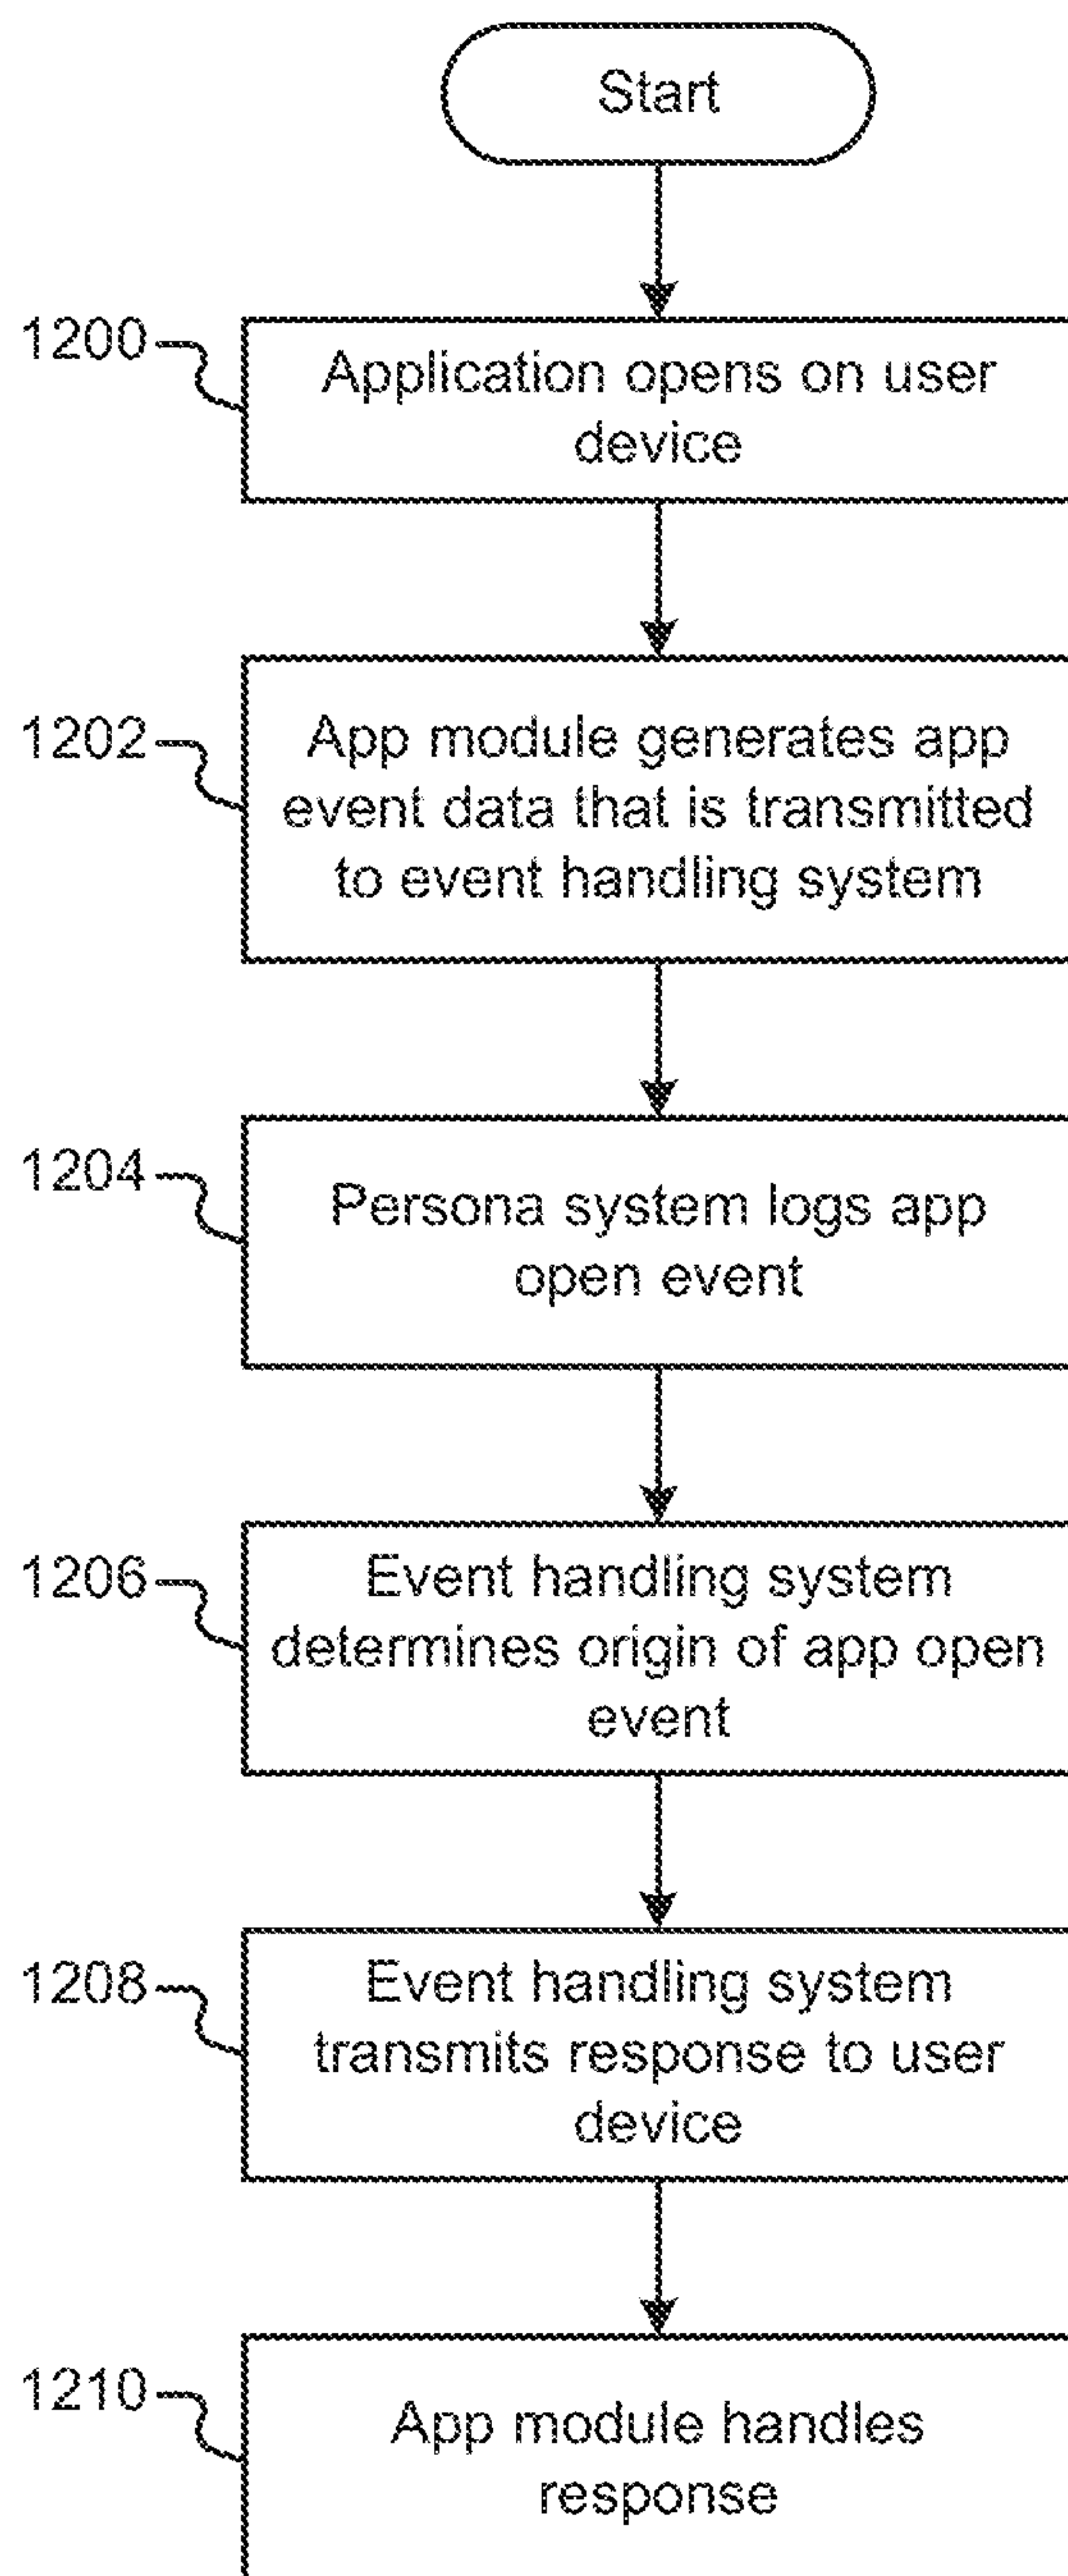 Start
1200
Application opens on user
device
1202
App module generates app
event data that is transmitted
to event handling system
1204
Persona system logs app
open event
1206
Event handling system
determines origin of app open
event
1208
Event handling system
transmits response to user
device
1210
App module handles
response